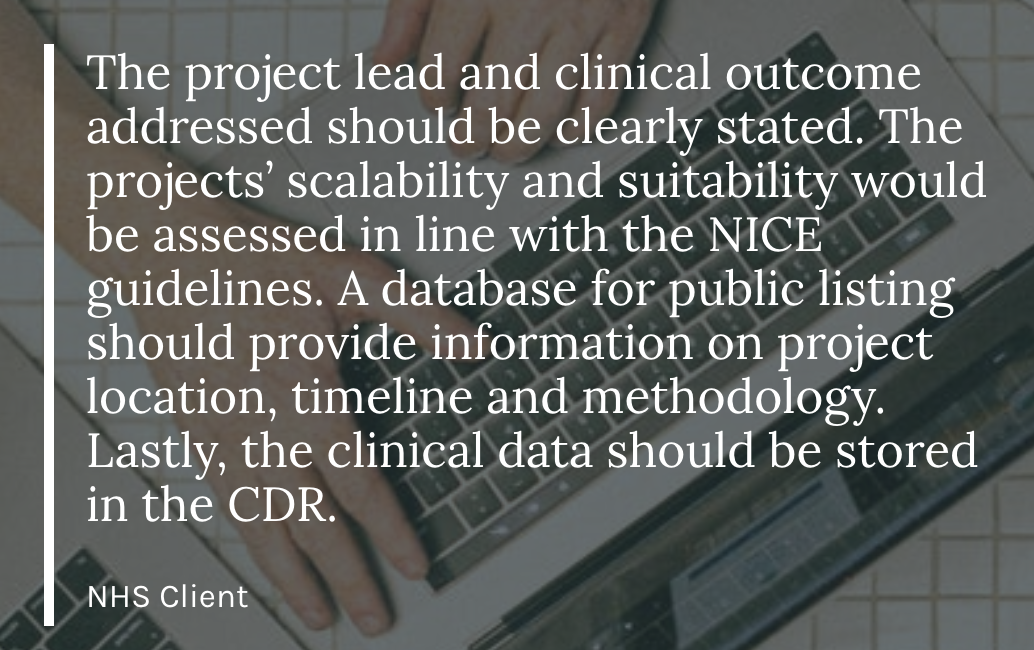 The project lead and clinical outcome
addressed should be clearly stated. The
projects’ scalability and suitability would
be assessed in line with the NICE
guidelines. A database for public listing
should provide information on project
location, timeline and methodology.
Lastly, the clinical data should be stored
in the CDR.
NHS Client